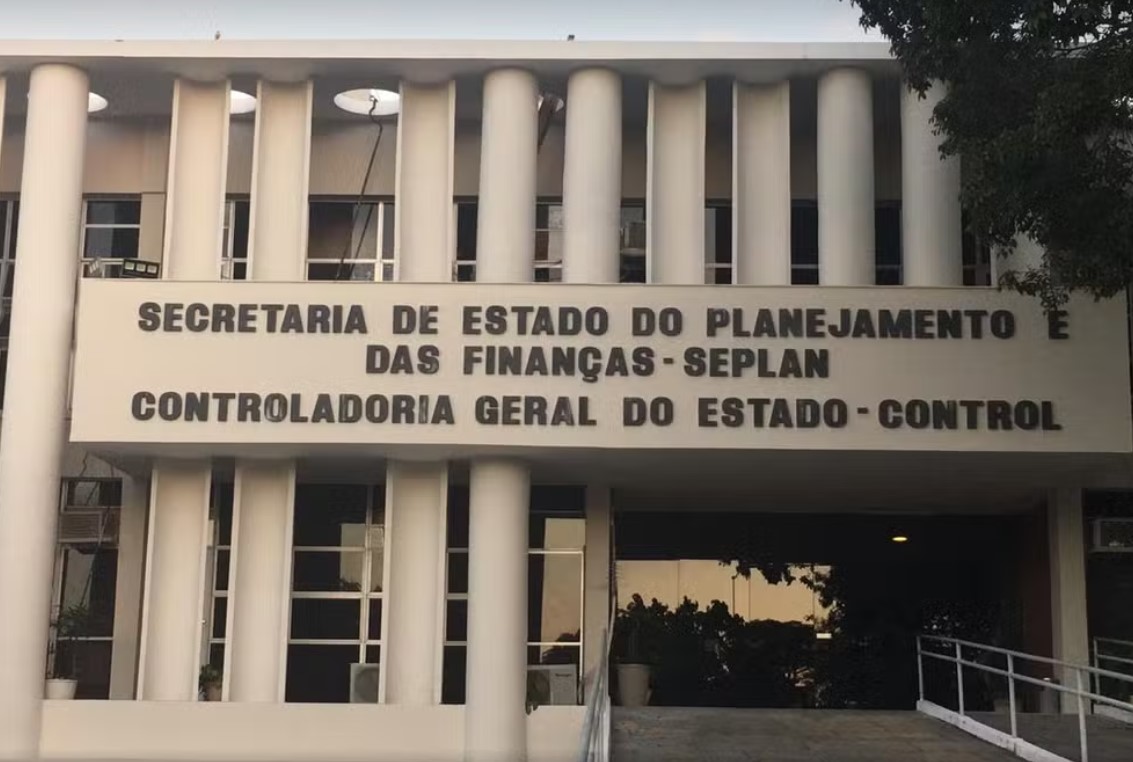 SECRETARIA DE ESTADO DO PLANEJAMENTO E
DAS FINANÇAS-SEPLAN
CONTROLADORIA GERAL DO ESTADO-CONTROL